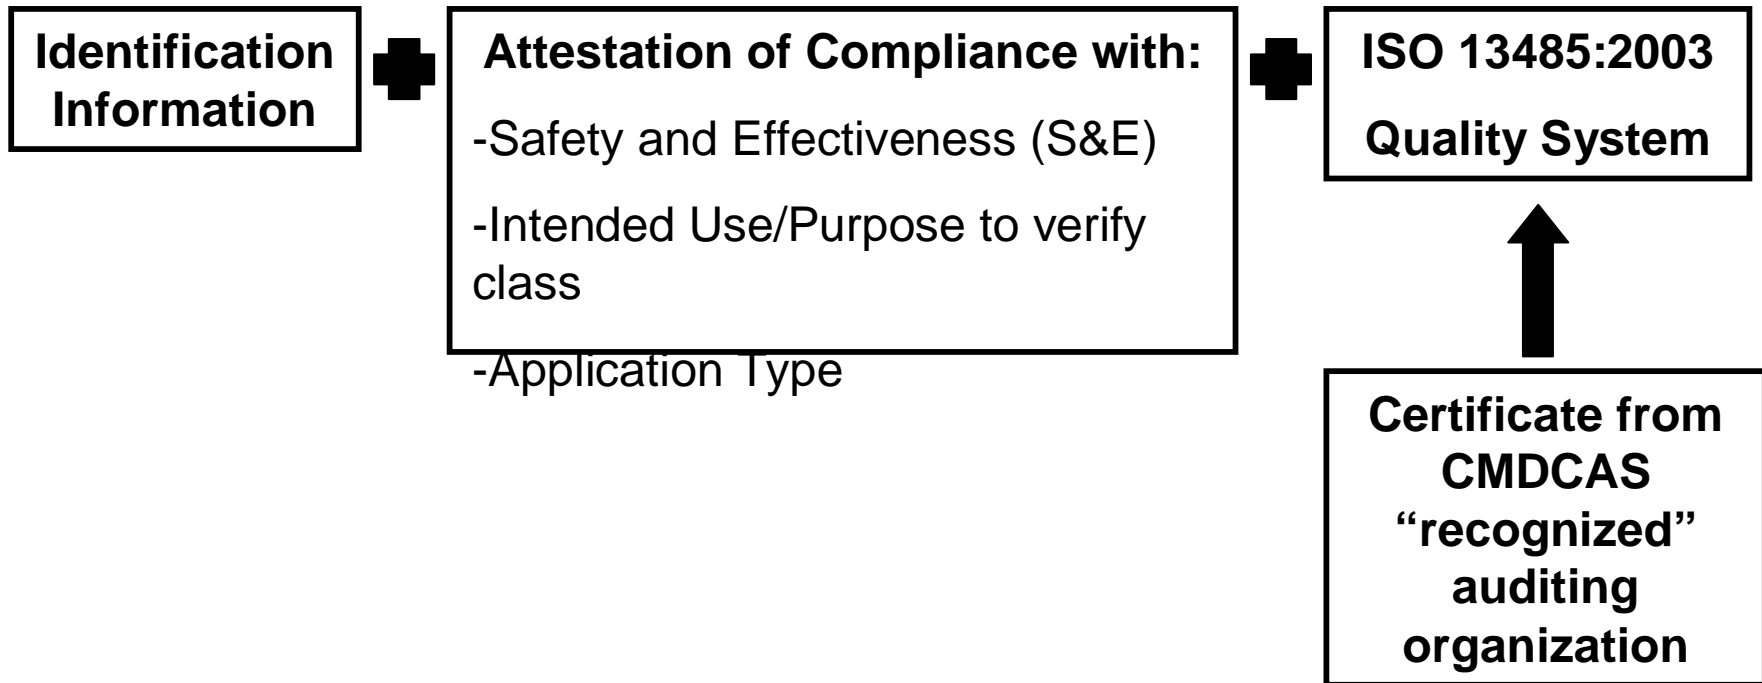 Identification
Information
Attestation of Compliance with:
-Safety and Effectiveness (S&E)
-Intended Use/Purpose to verify
class
-Application Type
ISO 13485:2003
Quality System
Certificate from
CMDCAS
“recognized”
auditing
organization